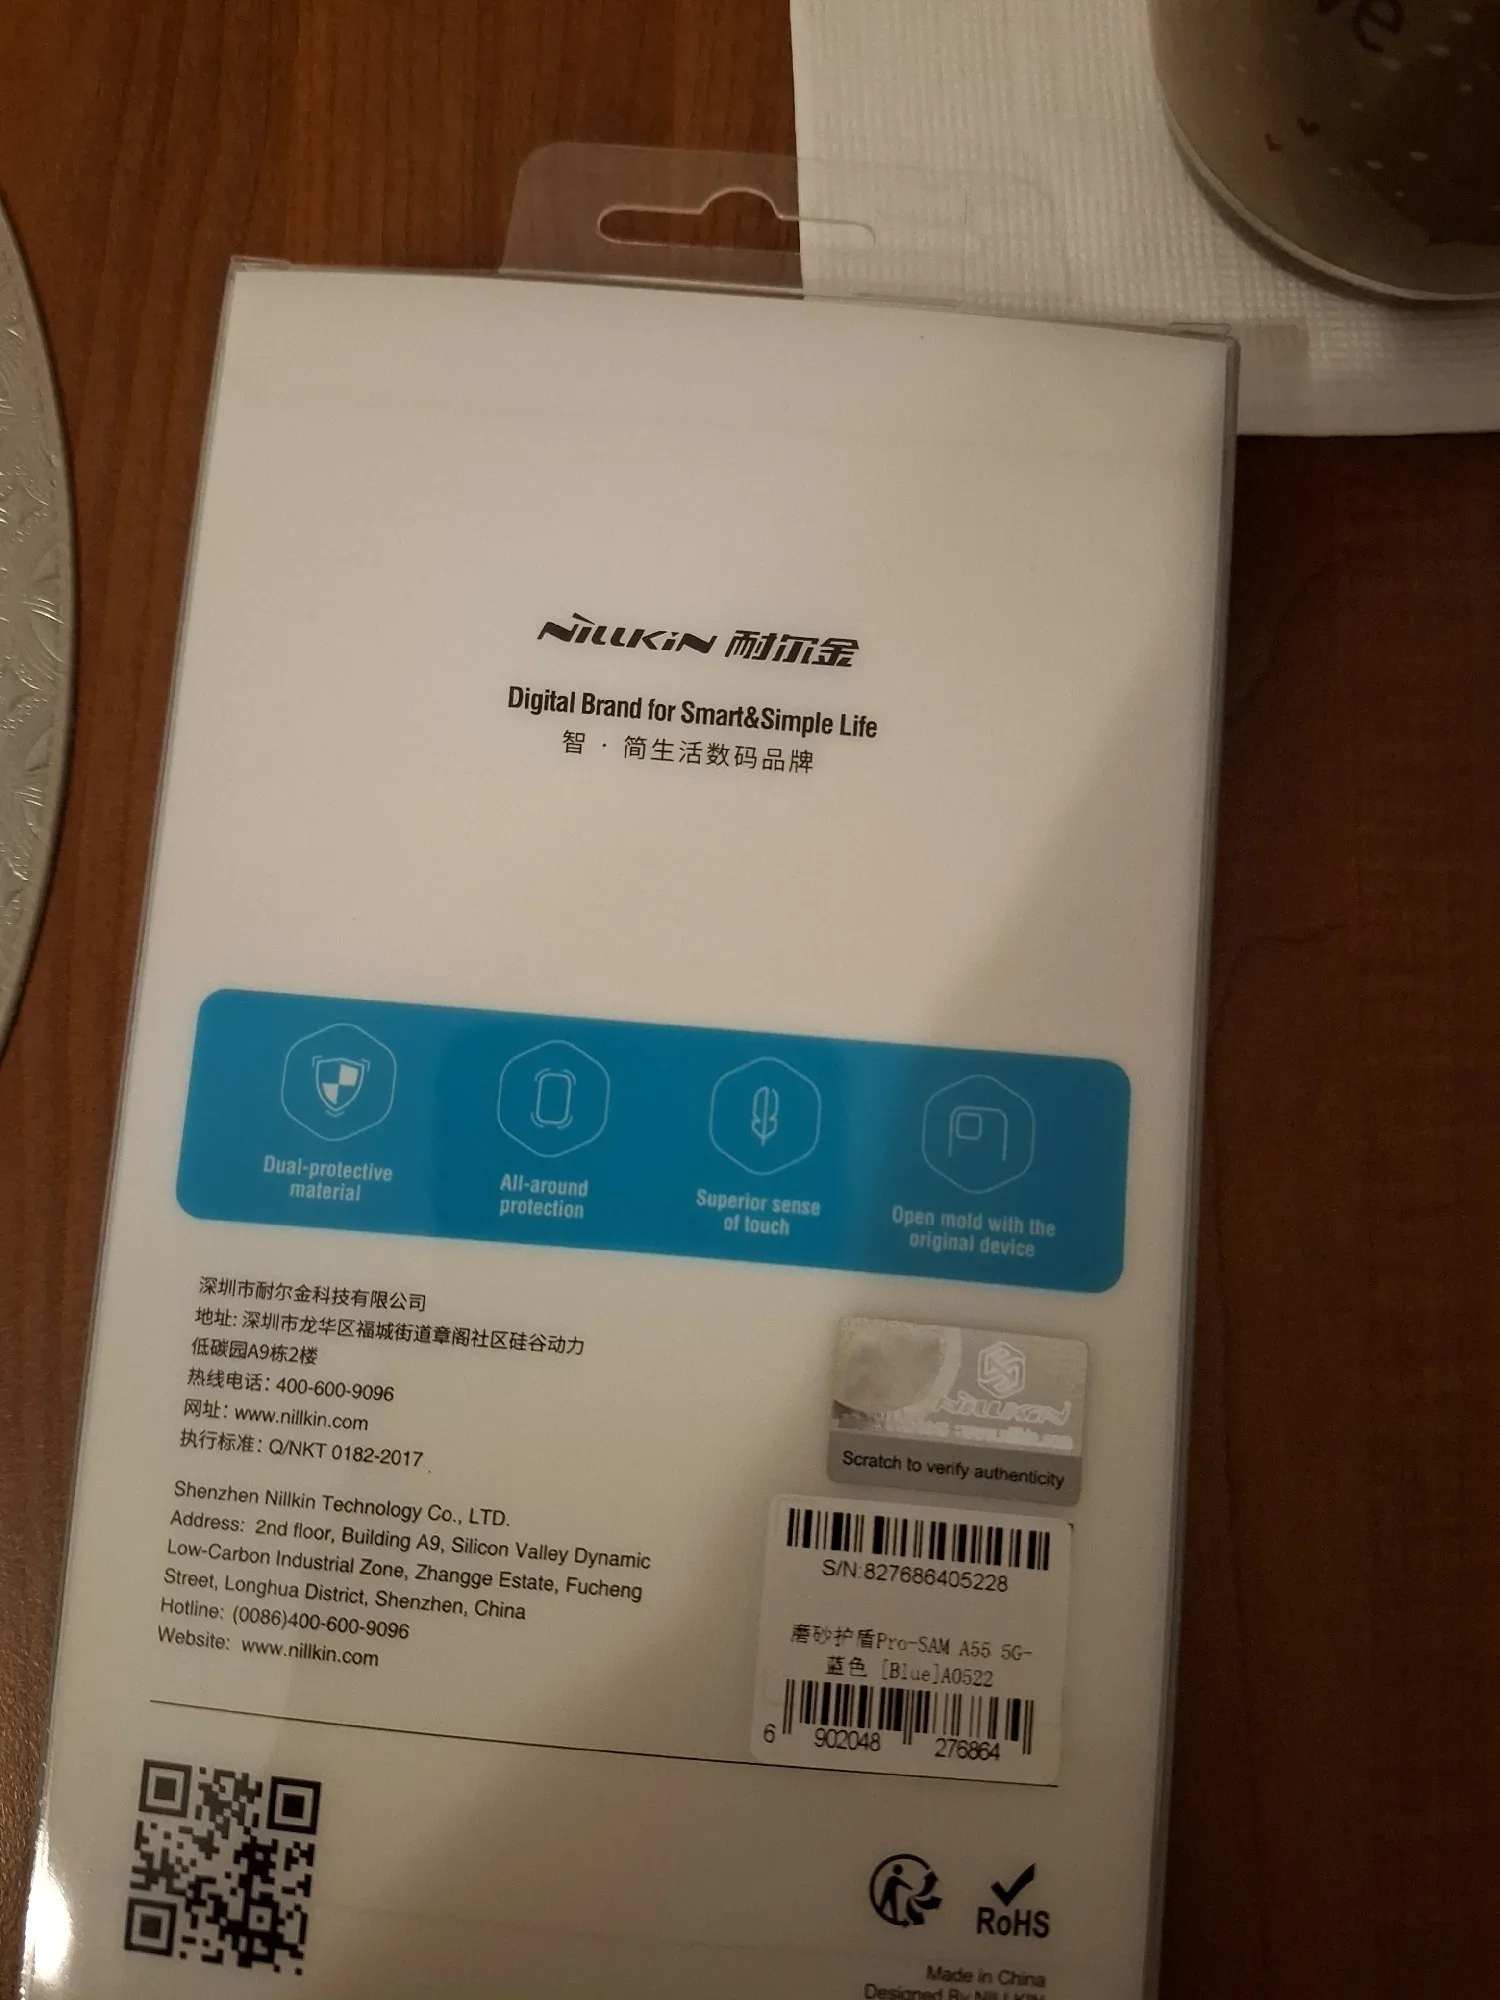 ve
NILLKIN 耐尔金
Digital Brand for Smart&Simple Life
智 · 简生活数码品牌
Dual-protective
material
All-around
protection
Superior sense
of touch
Open mold with the
original device
深圳市耐尔金科技有限公司
地址: 深圳市龙华区福城街道章阁社区硅谷动力
低碳园A9栋2楼
热线电话: 400-600-9096
网址: www.nillkin.com
执行标准: Q/NKT 0182-2017
Shenzhen Nillkin Technology Co., LTD.
Address: 2nd floor, Building A9, Silicon Valley Dynamic
Low-Carbon Industrial Zone, Zhangge Estate, Fucheng
Street, Longhua District, Shenzhen, China
Hotline: (0086)400-600-9096
Website: www.nillkin.com
NILLKIN
Scratch to verify authenticity
S/N:827686405228
磨砂护盾Pro-SAM A55 5G-
蓝色 [Blue]A0522
6 902048 276864
RoHS
Made in China
Designed By NILLKIN